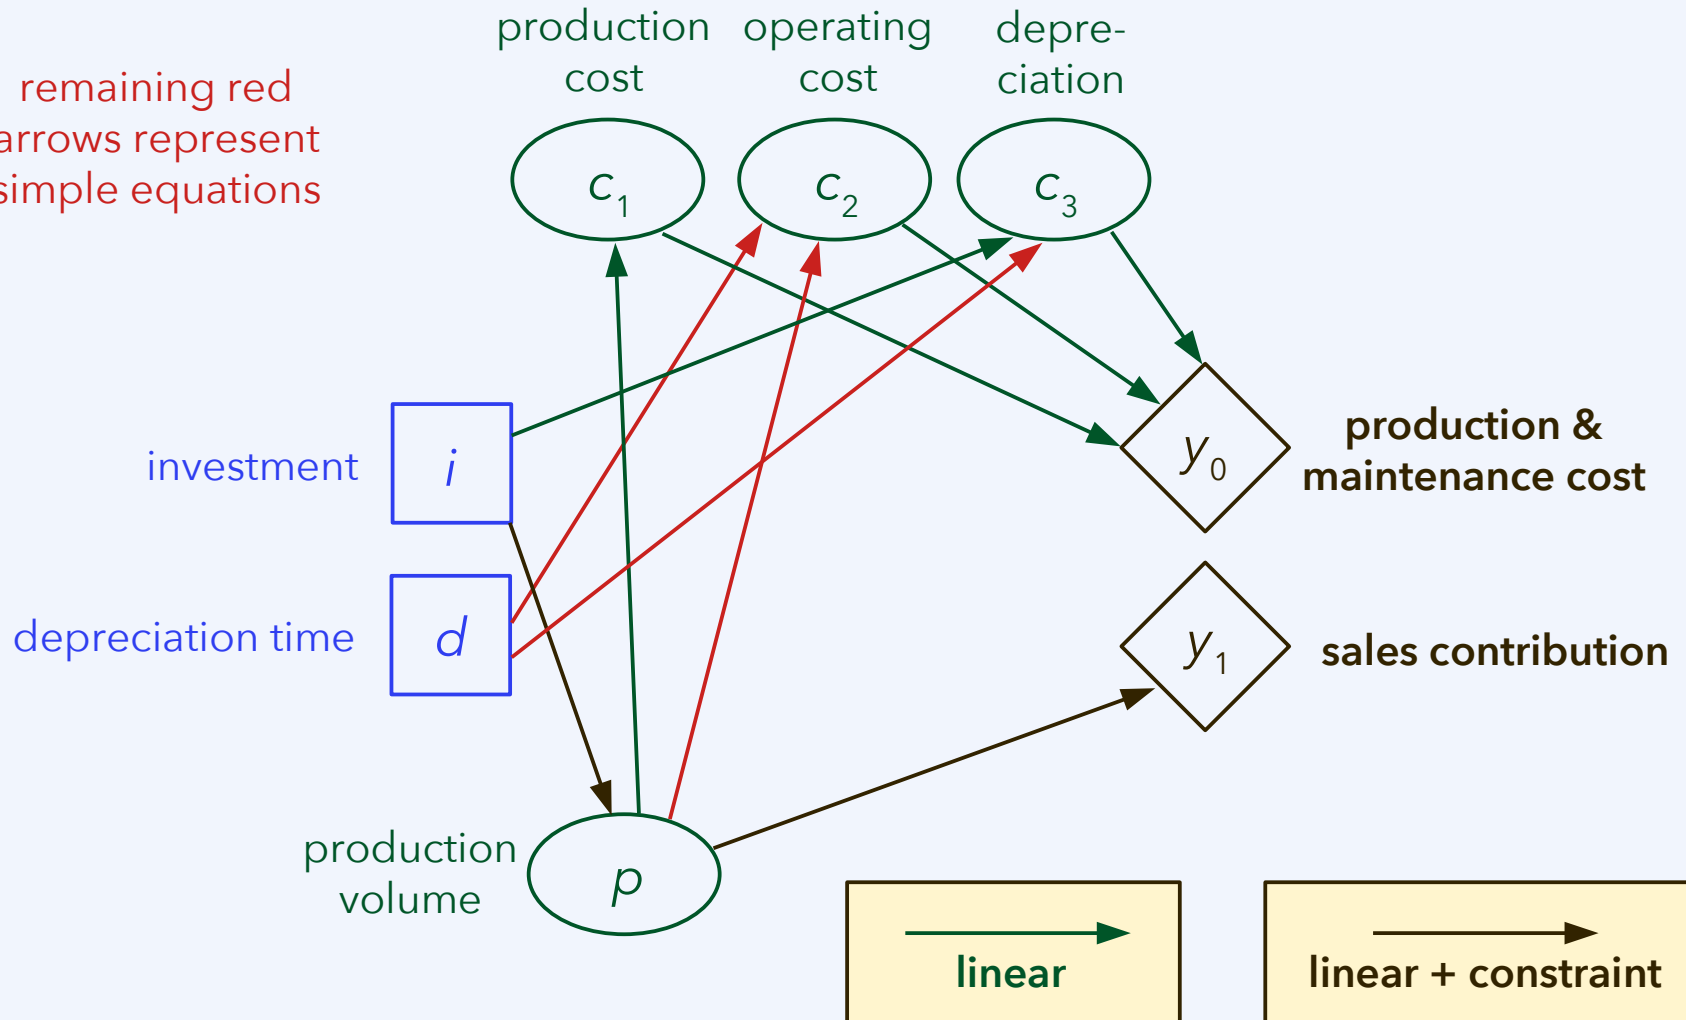 production
cost
operating
cost
depre-
ciation
remaining red
arrows represent
simple equations
c1
c2
c3
investment
i
y0
production &
maintenance cost
depreciation time
d
y1
sales contribution
production
volume
p
linear
linear + constraint